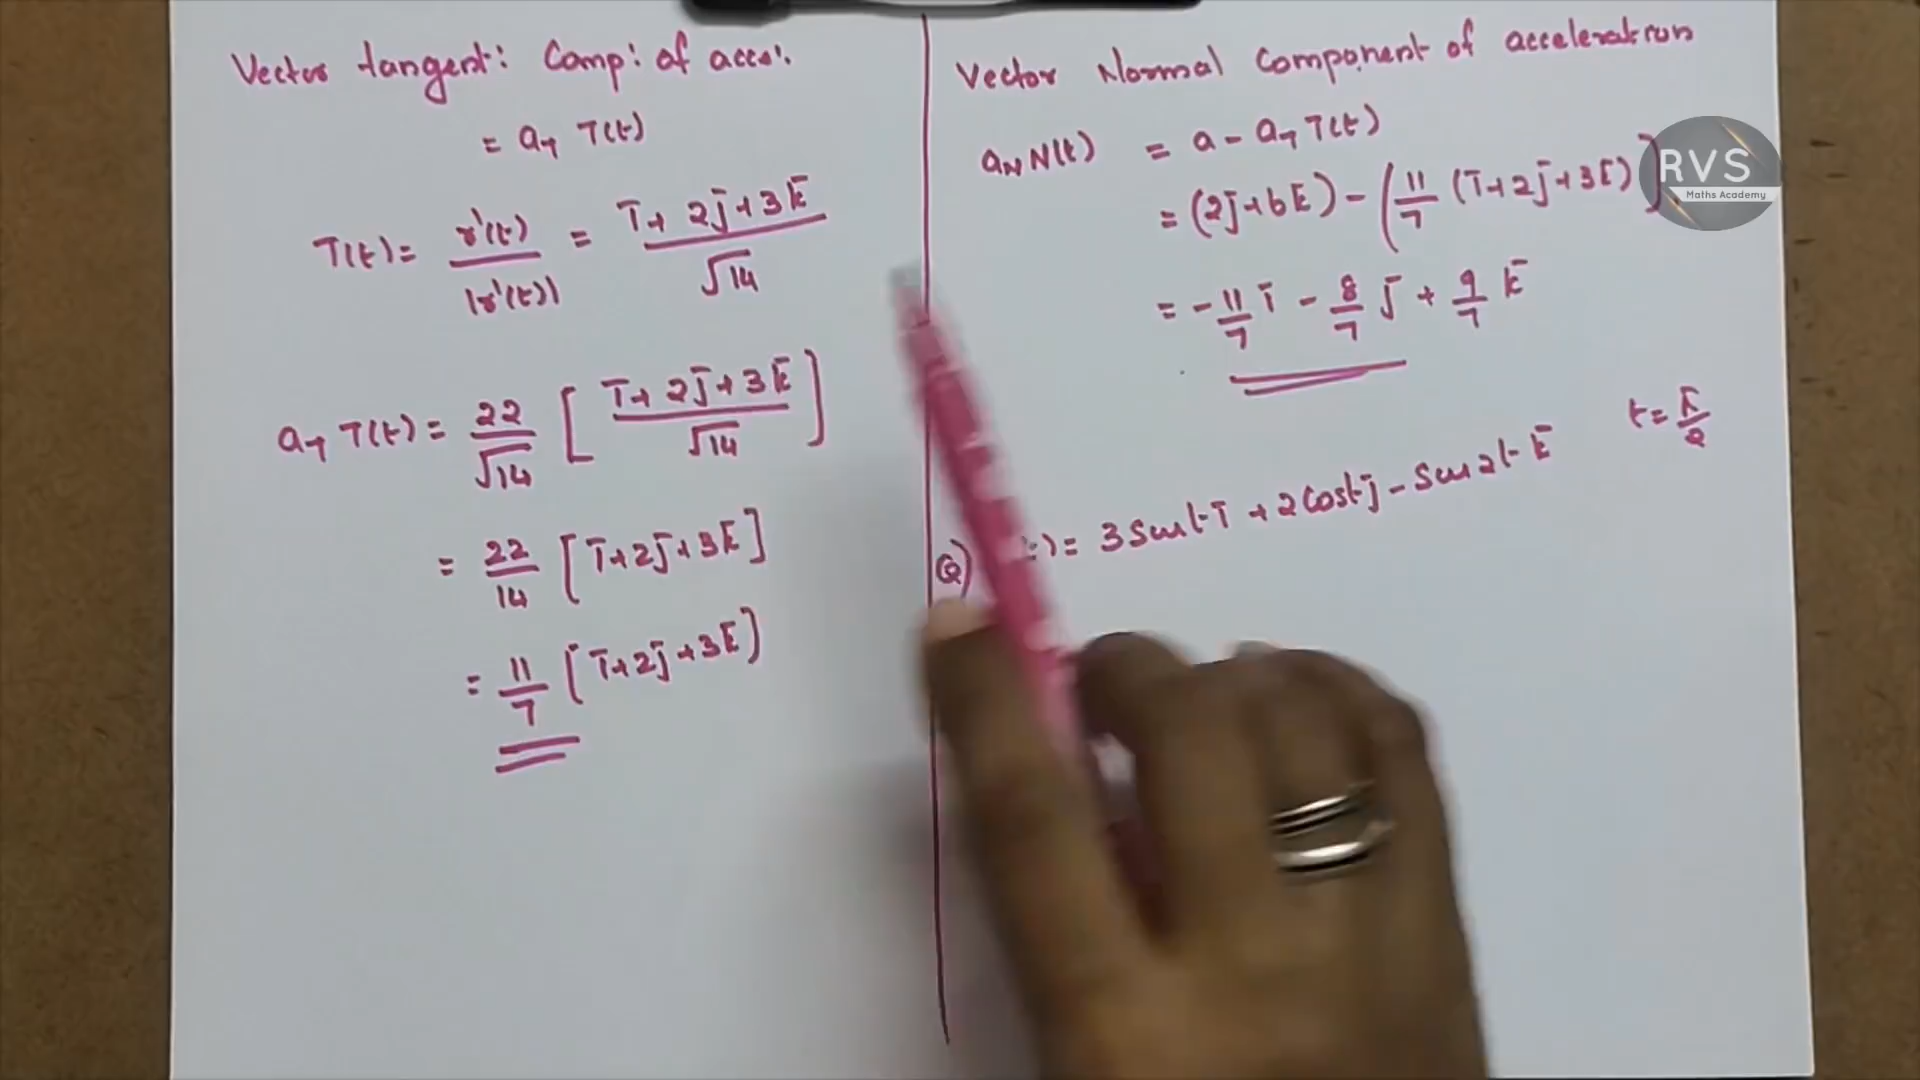 Vector tangent: Comp: of acce:
= a_T T(t)
T(t) = r'(t) / |r'(t)| = i̅ + 2j̅ + 3k̅ / √14
a_T T(t) = 22/√14 [ i̅ + 2j̅ + 3k̅ / √14 ]
= 22/14 [ i̅ + 2j̅ + 3k̅ ]
= 11/7 [ i̅ + 2j̅ + 3k̅ )
Vector Normal Component of acceleration
a_N N(t) = a - a_T T(t)
= (2j̅ + 6k̅) - ( 11/7 (i̅ + 2j̅ + 3k̅) )
= -11/7 i̅ - 8/7 j̅ + 9/7 k̅
t = π/2
Q) t) = 3 Sin t i̅ + 2 Cos t j̅ - Sin 2t k̅
RVS
Maths Academy